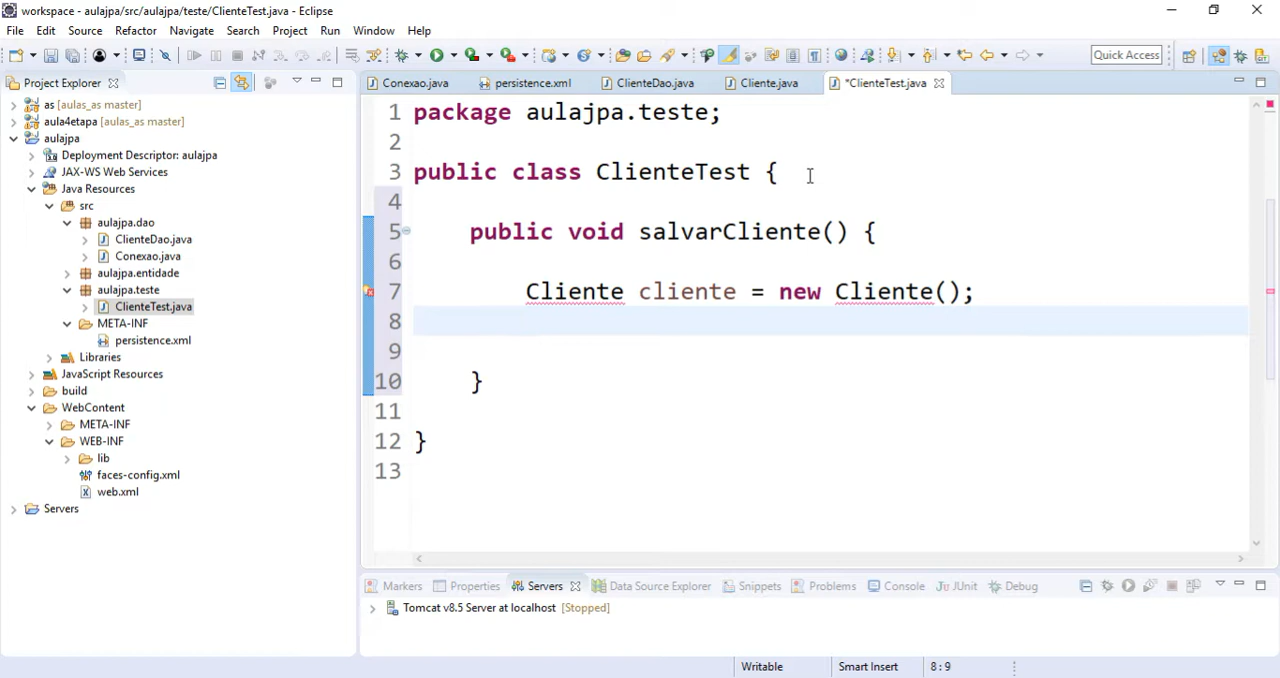 workspace - aulajpa/src/aulajpa/teste/ClienteTest.java - Eclipse
File Edit Source Refactor Navigate Search Project Run Window Help
Quick Access
Project Explorer
Conexao.java persistence.xml ClienteDao.java Cliente.java *ClienteTest.java
as [aulas_as master]
aula4etapa [aulas_as master]
aulajpa
Deployment Descriptor: aulajpa
JAX-WS Web Services
Java Resources
src
aulajpa.dao
ClienteDao.java
Conexao.java
aulajpa.entidade
aulajpa.teste
ClienteTest.java
META-INF
persistence.xml
Libraries
JavaScript Resources
build
WebContent
META-INF
WEB-INF
lib
faces-config.xml
web.xml
Servers
1 package aulajpa.teste;
2
3 public class ClienteTest {
4
5 public void salvarCliente() {
6
7 Cliente cliente = new Cliente();
8
9
10 }
11
12 }
13
Markers Properties Servers Data Source Explorer Snippets Problems Console JUnit Debug
Tomcat v8.5 Server at localhost [Stopped]
Writable Smart Insert 8:9